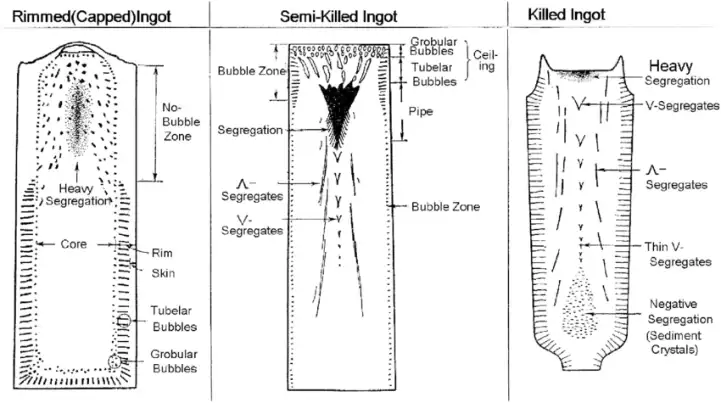 Rimmed(Capped)Ingot
No-
Bubble
Zone
Heavy
Segregation
Core
Rim
Skin
Tubelar
Bubbles
Grobular
Bubbles
Semi-Killed Ingot
Grobular
Bubbles
Ceil-
ing
Bubble Zone
Tubelar
Bubbles
Pipe
Segregation
Λ-
Segregates
V-
Segregates
Bubble Zone
Killed Ingot
Heavy
Segregation
V-Segregates
Λ-
Segregates
Thin V-
Segregates
Negative
Segregation
(Sediment
Crystals)